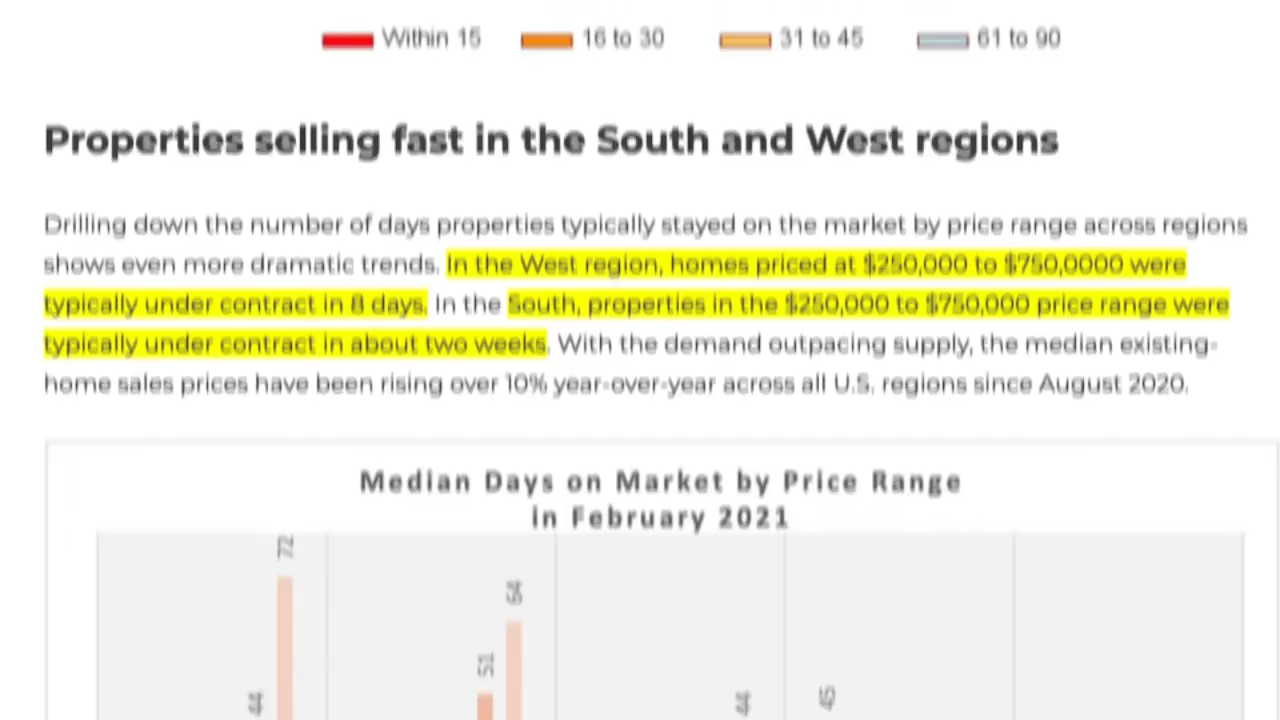 Within 15 16 to 30 31 to 45 61 to 90
Properties selling fast in the South and West regions
Drilling down the number of days properties typically stayed on the market by price range across regions
shows even more dramatic trends. In the West region, homes priced at $250,000 to $750,0000 were
typically under contract in 8 days. In the South, properties in the $250,000 to $750,000 price range were
typically under contract in about two weeks. With the demand outpacing supply, the median existing-
home sales prices have been rising over 10% year-over-year across all U.S. regions since August 2020.
Median Days on Market by Price Range
in February 2021
72
64
51
44
44
45